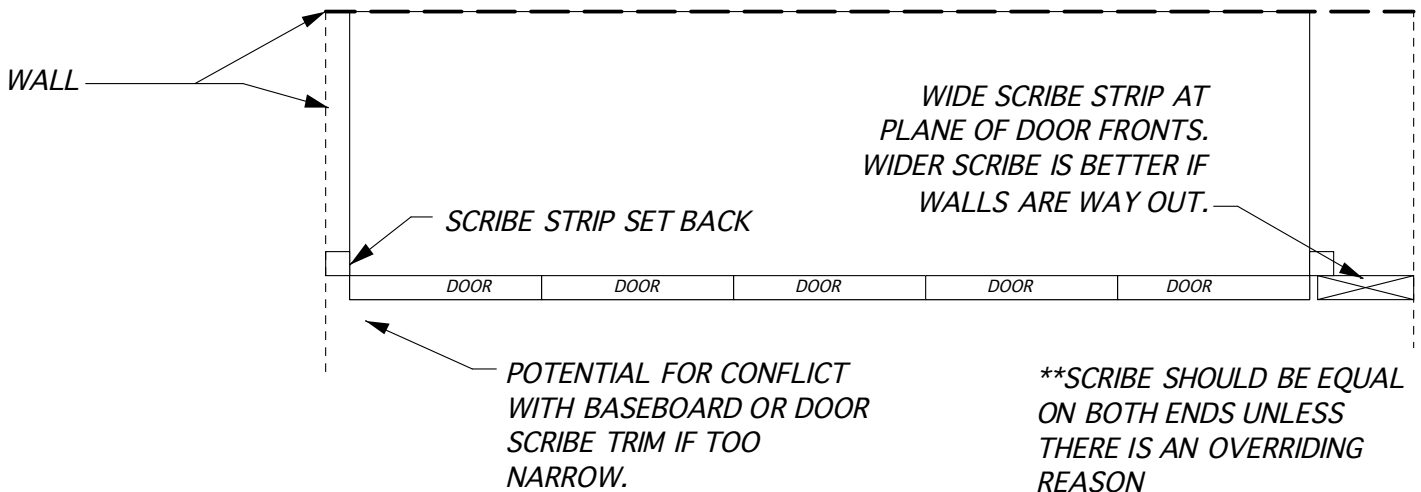 WALL
WIDE SCRIBE STRIP AT
PLANE OF DOOR FRONTS.
WIDER SCRIBE IS BETTER IF
WALLS ARE WAY OUT.
SCRIBE STRIP SET BACK
DOOR
DOOR
DOOR
DOOR
DOOR
POTENTIAL FOR CONFLICT
WITH BASEBOARD OR DOOR
SCRIBE TRIM IF TOO
NARROW.
**SCRIBE SHOULD BE EQUAL
ON BOTH ENDS UNLESS
THERE IS AN OVERRIDING
REASON